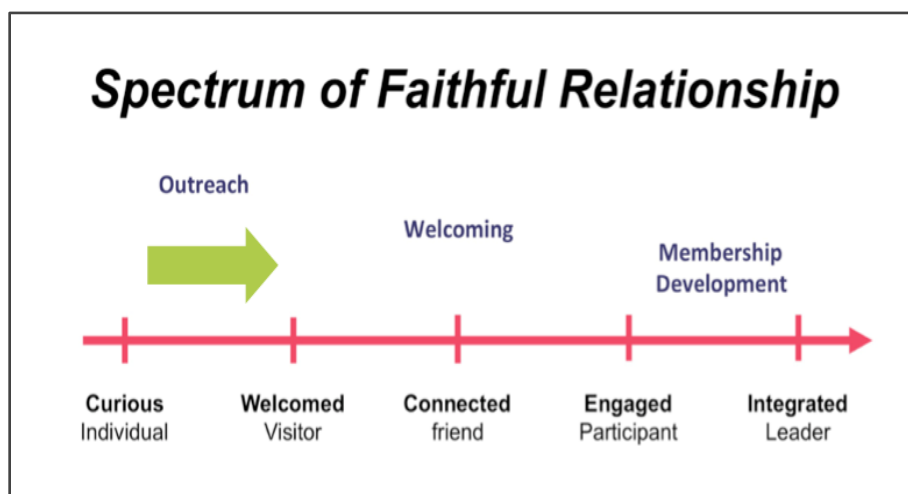 Spectrum of Faithful Relationship
Outreach
Welcoming
Membership
Development
Curious
Individual
Welcomed
Visitor
Connected
friend
Engaged
Participant
Integrated
Leader